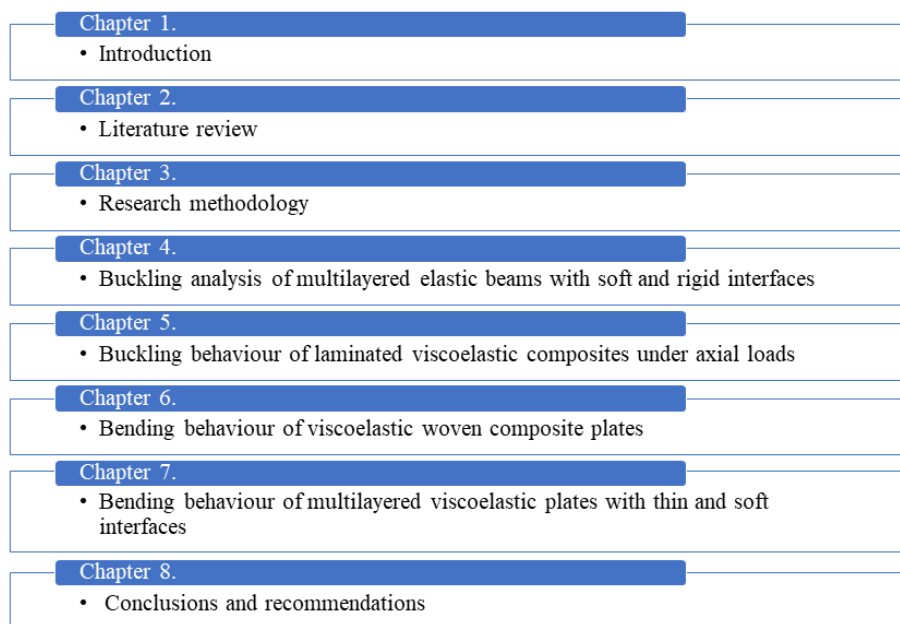 Chapter 1.
• Introduction
Chapter 2.
• Literature review
Chapter 3.
• Research methodology
Chapter 4.
• Buckling analysis of multilayered elastic beams with soft and rigid interfaces
Chapter 5.
• Buckling behaviour of laminated viscoelastic composites under axial loads
Chapter 6.
• Bending behaviour of viscoelastic woven composite plates
Chapter 7.
• Bending behaviour of multilayered viscoelastic plates with thin and soft
interfaces
Chapter 8.
• Conclusions and recommendations